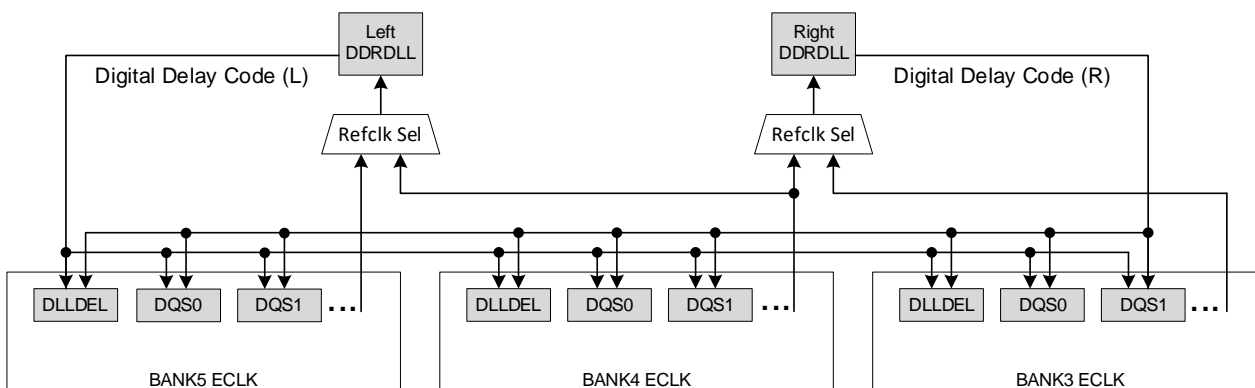 Left
DDRDLL
Right
DDRDLL
Digital Delay Code (L)
Digital Delay Code (R)
Refclk Sel
Refclk Sel
DLLDEL
DQS0
DQS1
...
DLLDEL
DQS0
DQS1
...
DLLDEL
DQS0
DQS1
...
BANK5 ECLK
BANK4 ECLK
BANK3 ECLK